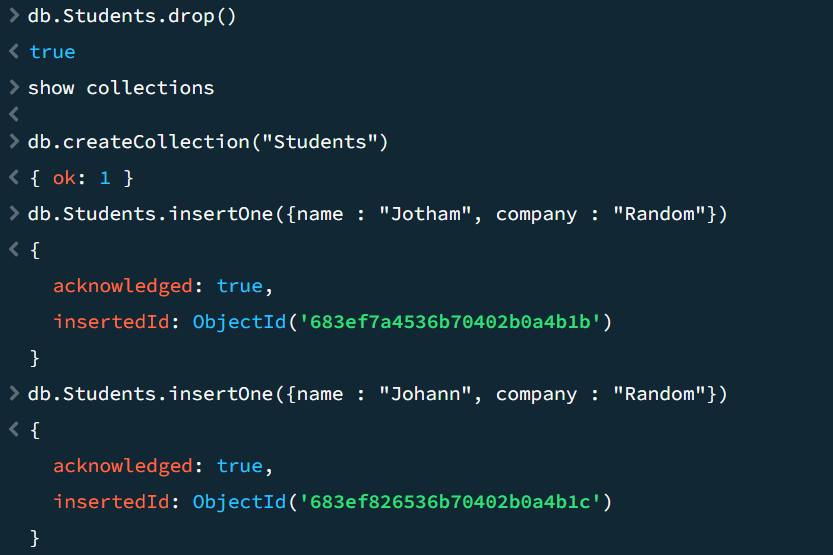 > db.Students.drop()
< true
> show collections
<
> db.createCollection("Students")
< { ok: 1 }
> db.Students.insertOne({name : "Jotham", company : "Random"})
< {
    acknowledged: true,
    insertedId: ObjectId('683ef7a4536b70402b0a4b1b')
  }
> db.Students.insertOne({name : "Johann", company : "Random"})
< {
    acknowledged: true,
    insertedId: ObjectId('683ef826536b70402b0a4b1c')
  }